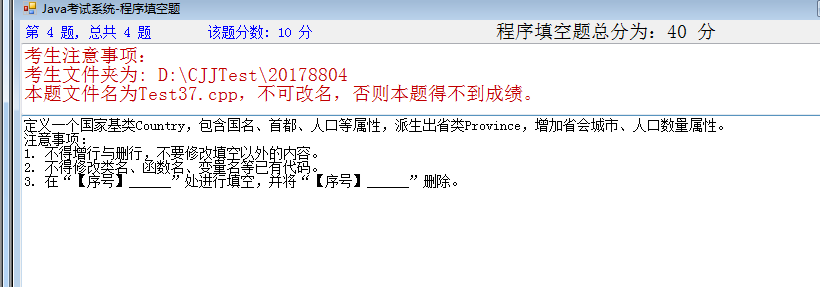 Java考试系统-程序填空题
第 4 题, 总共 4 题 该题分数: 10 分 程序填空题总分为: 40 分
考生注意事项:
考生文件夹为: D:\CJJTest\20178804
本题文件名为Test37.cpp, 不可改名, 否则本题得不到成绩。
定义一个国家基类Country, 包含国名、首都、人口等属性, 派生出省类Province, 增加省会城市、人口数量属性。
注意事项:
1. 不得增行与删行, 不要修改填空以外的内容。
2. 不得修改类名、函数名、变量名等已有代码。
3. 在“【序号】______”处进行填空, 并将“【序号】______”删除。